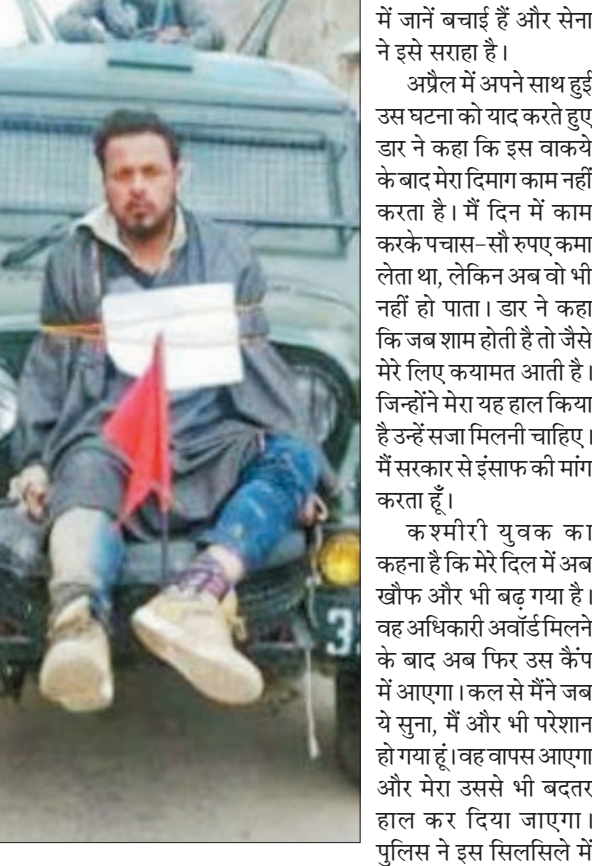 में जानें बचाई हैं और सेना
ने इसे सराहा है।
अप्रैल में अपने साथ हुई
उस घटना को याद करते हुए
डार ने कहा कि इस वाकये
के बाद मेरा दिमाग काम नहीं
करता है। मैं दिन में काम
करके पचास-सौ रुपए कमा
लेता था, लेकिन अब वो भी
नहीं हो पाता। डार ने कहा
कि जब शाम होती है तो जैसे
मेरे लिए कयामत आती है।
जिन्होंने मेरा यह हाल किया
है उन्हें सजा मिलनी चाहिए।
मैं सरकार से इंसाफ की मांग
करता हूँ।
कश्मीरी युवक का
कहना है कि मेरे दिल में अब
खौफ और भी बढ़ गया है।
वह अधिकारी अवॉर्ड मिलने
के बाद अब फिर उस कैंप
में आएगा। कल से मैंने जब
ये सुना, मैं और भी परेशान
हो गया हूं। वह वापस आएगा
और मेरा उससे भी बदतर
हाल कर दिया जाएगा।
पुलिस ने इस सिलसिले में